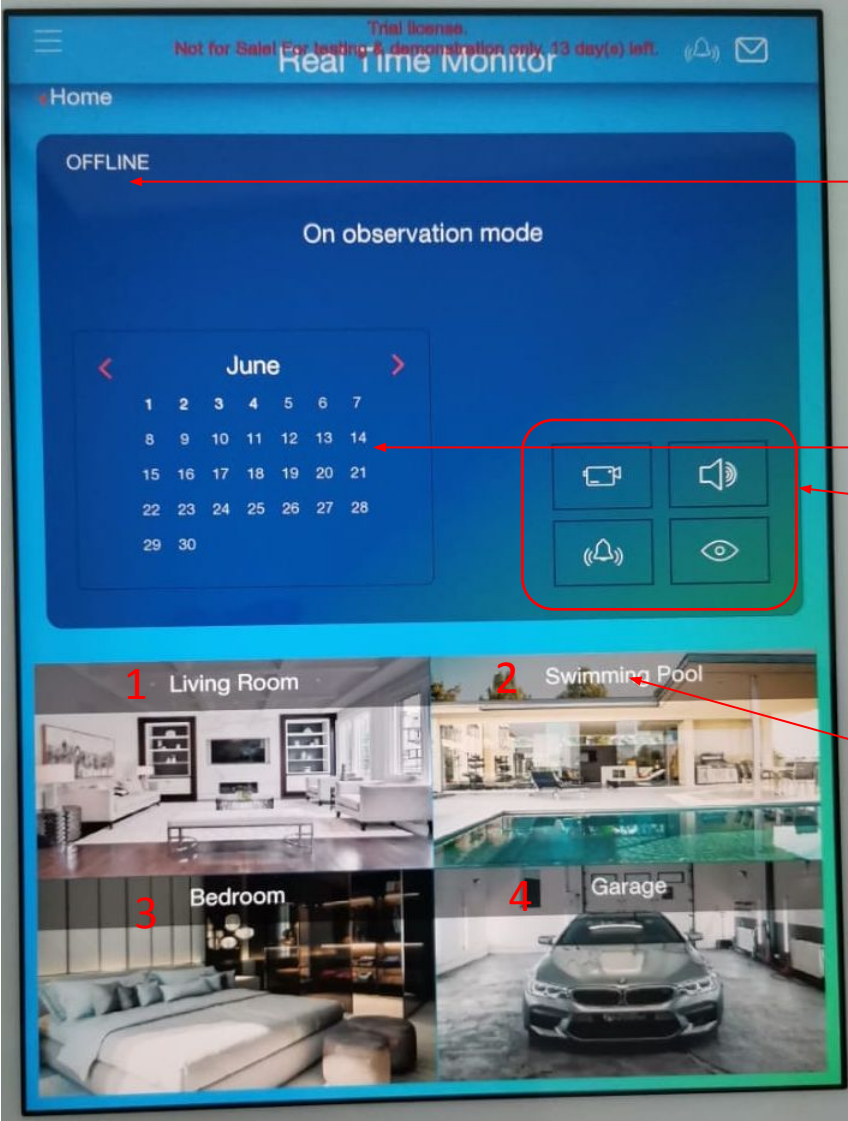 Trial license.
Not for Sale! For testing & demonstration only. 13 day(s) left.
Real Time Monitor
Home
OFFLINE
On observation mode
June
1 2 3 4 5 6 7
8 9 10 11 12 13 14
15 16 17 18 19 20 21
22 23 24 25 26 27 28
29 30
1 Living Room
2 Swimming Pool
3 Bedroom
4 Garage